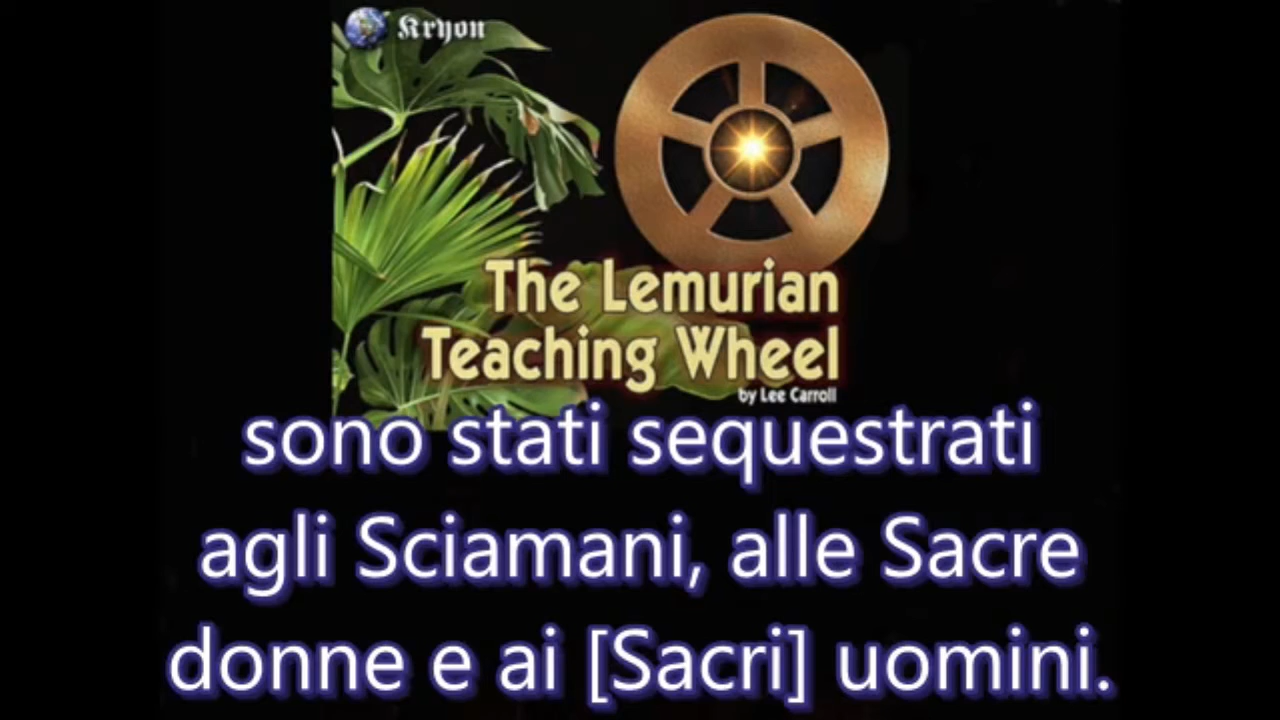 Kryon
The Lemurian
Teaching Wheel
by Lee Carroll
sono stati sequestrati
agli Sciamani, alle Sacre
donne e ai [Sacri] uomini.